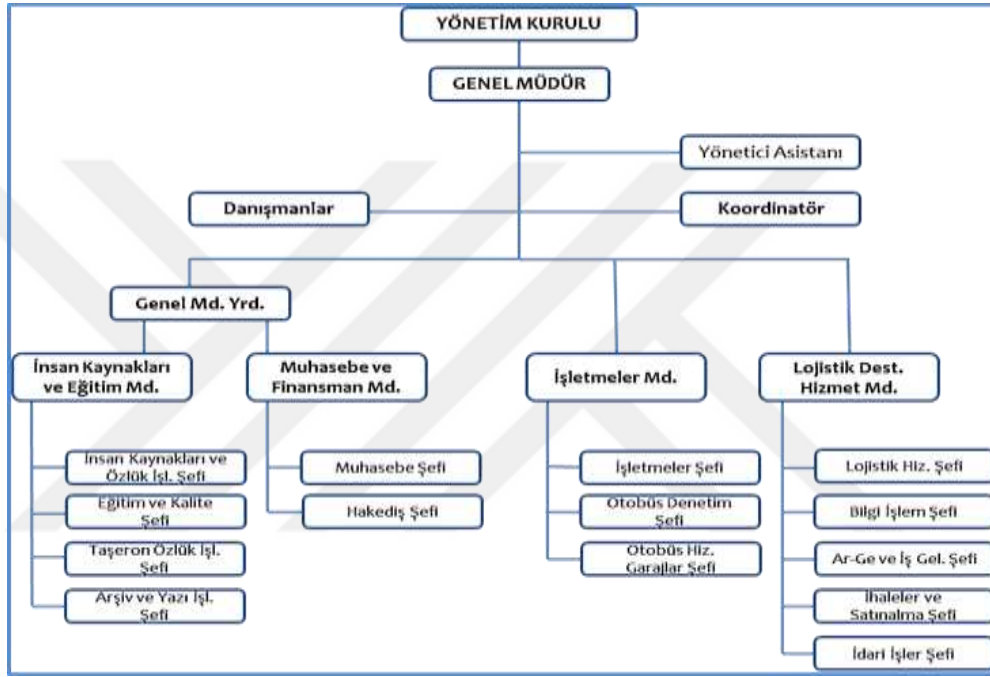 YÖNETİM KURULU
GENEL MÜDÜR
Yönetici Asistanı
Danışmanlar
Koordinatör
Genel Md. Yrd.
İnsan Kaynakları
ve Eğitim Md.
Muhasebe ve
Finansman Md.
İşletmeler Md.
Lojistik Dest.
Hizmet Md.
İnsan Kaynakları ve
Özlük İşl. Şefi
Eğitim ve Kalite
Şefi
Taşeron Özlük İşl.
Şefi
Arşiv ve Yazı İşl.
Şefi
Muhasebe Şefi
Hakediş Şefi
İşletmeler Şefi
Otobüs Denetim
Şefi
Otobüs Hiz.
Garajlar Şefi
Lojistik Hiz. Şefi
Bilgi İşlem Şefi
Ar-Ge ve İş Gel. Şefi
İhaleler ve
Satınalma Şefi
İdari İşler Şefi